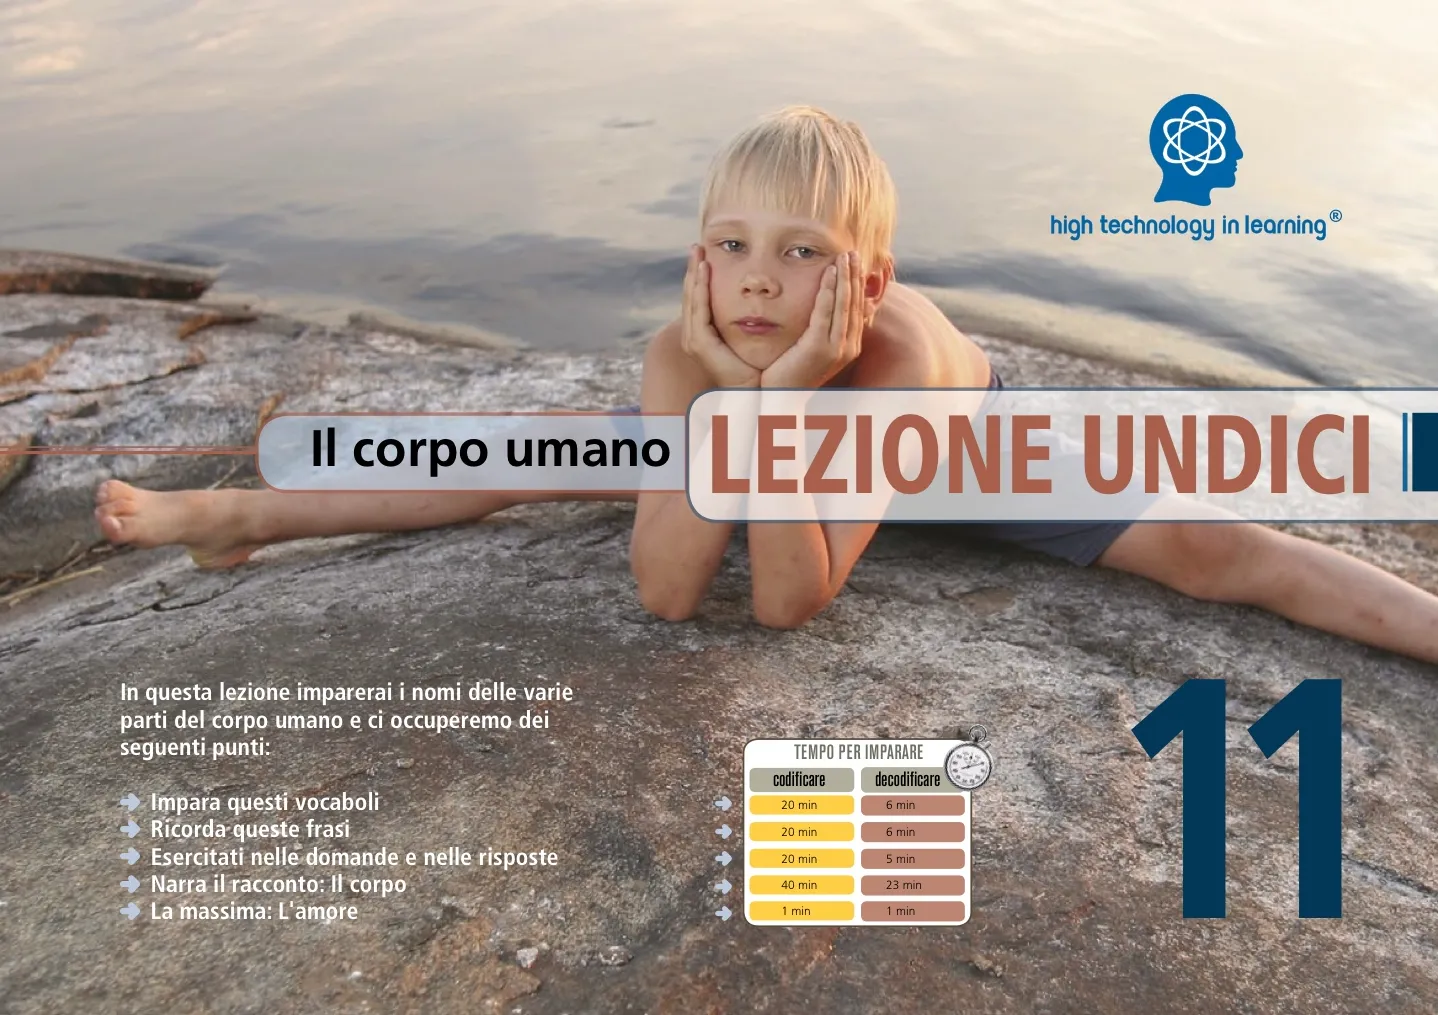 high technology in learning®
Il corpo umano
LEZIONE UNDICI
In questa lezione imparerai i nomi delle varie
parti del corpo umano e ci occuperemo dei
seguenti punti:
Impara questi vocaboli
Ricorda queste frasi
Esercitati nelle domande e nelle risposte
Narra il racconto: Il corpo
La massima: L'amore
TEMPO PER IMPARARE
codificare decodificare
20 min 6 min
20 min 6 min
20 min 5 min
40 min 23 min
1 min 1 min
11